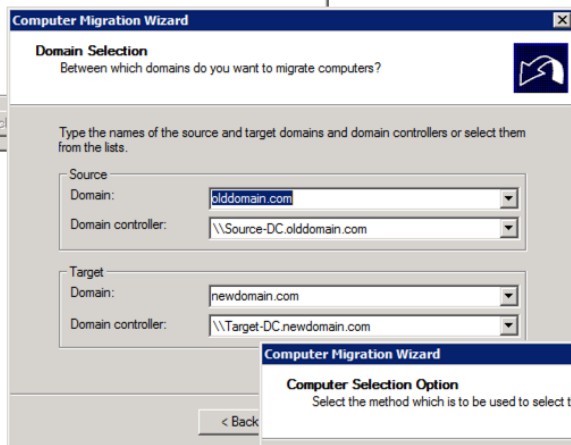 Computer Migration Wizard
Domain Selection
Between which domains do you want to migrate computers?
Type the names of the source and target domains and domain controllers or select them
from the lists.
Source
Domain: olddomain.com
Domain controller: \\Source-DC.olddomain.com
Target
Domain: newdomain.com
Domain controller: \\Target-DC.newdomain.com
Computer Migration Wizard
Computer Selection Option
Select the method which is to be used to select t
< Back